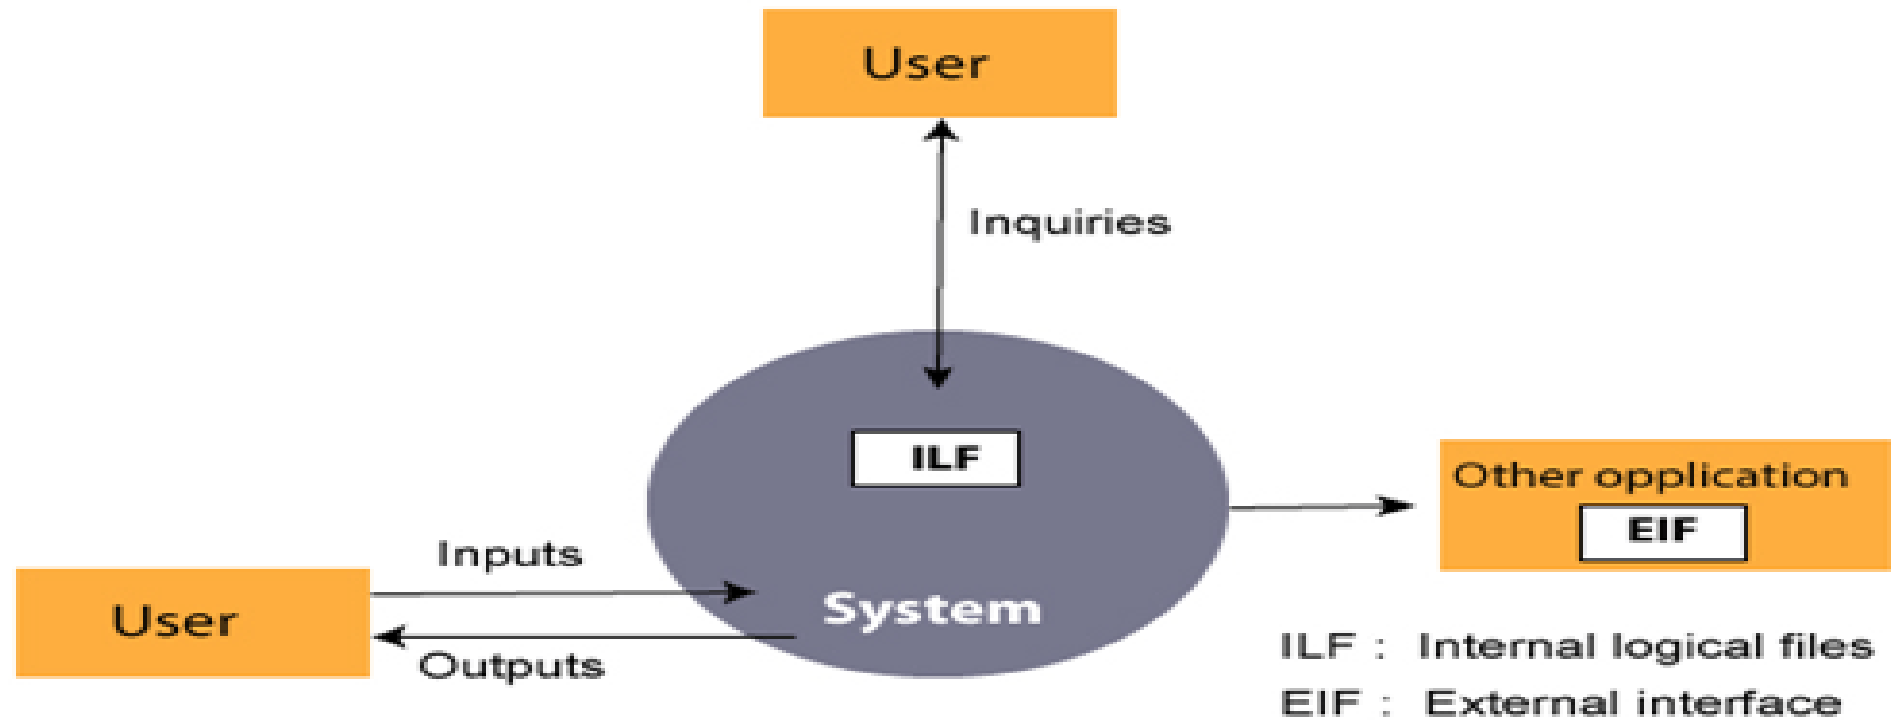 User
Inquiries
ILF
Other opplication
EIF
Inputs
User
System
Outputs
ILF : Internal logical files
EIF : External interface